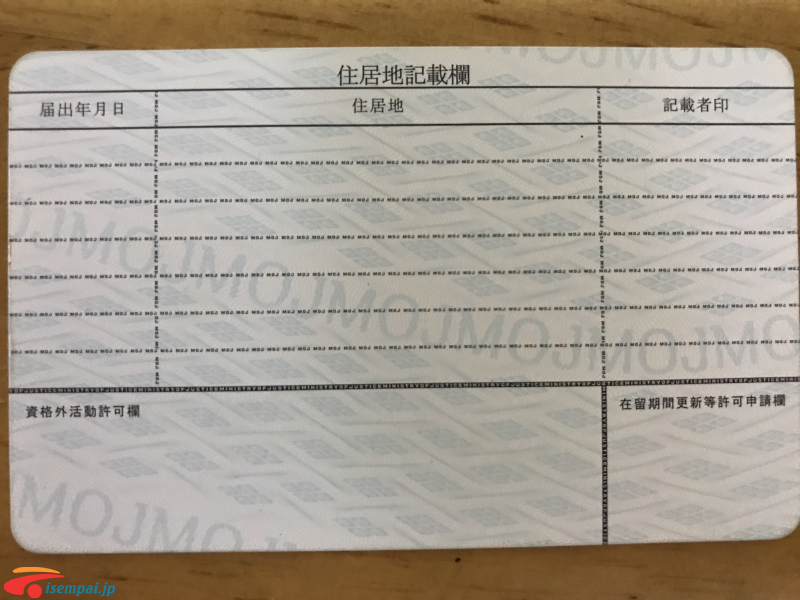 住居地記載欄
届出年月日 住居地 記載者印
MOJMOJMOJMOJ
資格外活動許可欄 在留期間更新等許可申請欄
MOJMOJMO
isempai.jp